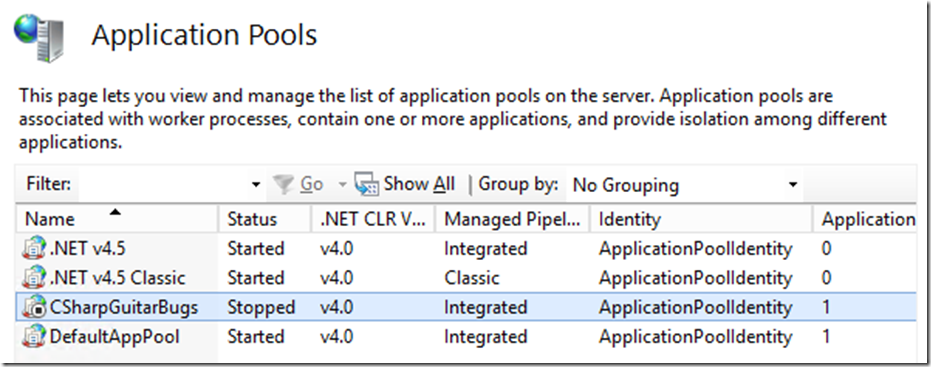 Application Pools
This page lets you view and manage the list of application pools on the server. Application pools are
associated with worker processes, contain one or more applications, and provide isolation among different
applications.
Filter: Go Show All Group by: No Grouping
Name Status .NET CLR V... Managed Pipel... Identity Application
.NET v4.5 Started v4.0 Integrated ApplicationPoolIdentity 0
.NET v4.5 Classic Started v4.0 Classic ApplicationPoolIdentity 0
CSharpGuitarBugs Stopped v4.0 Integrated ApplicationPoolIdentity 1
DefaultAppPool Started v4.0 Integrated ApplicationPoolIdentity 1